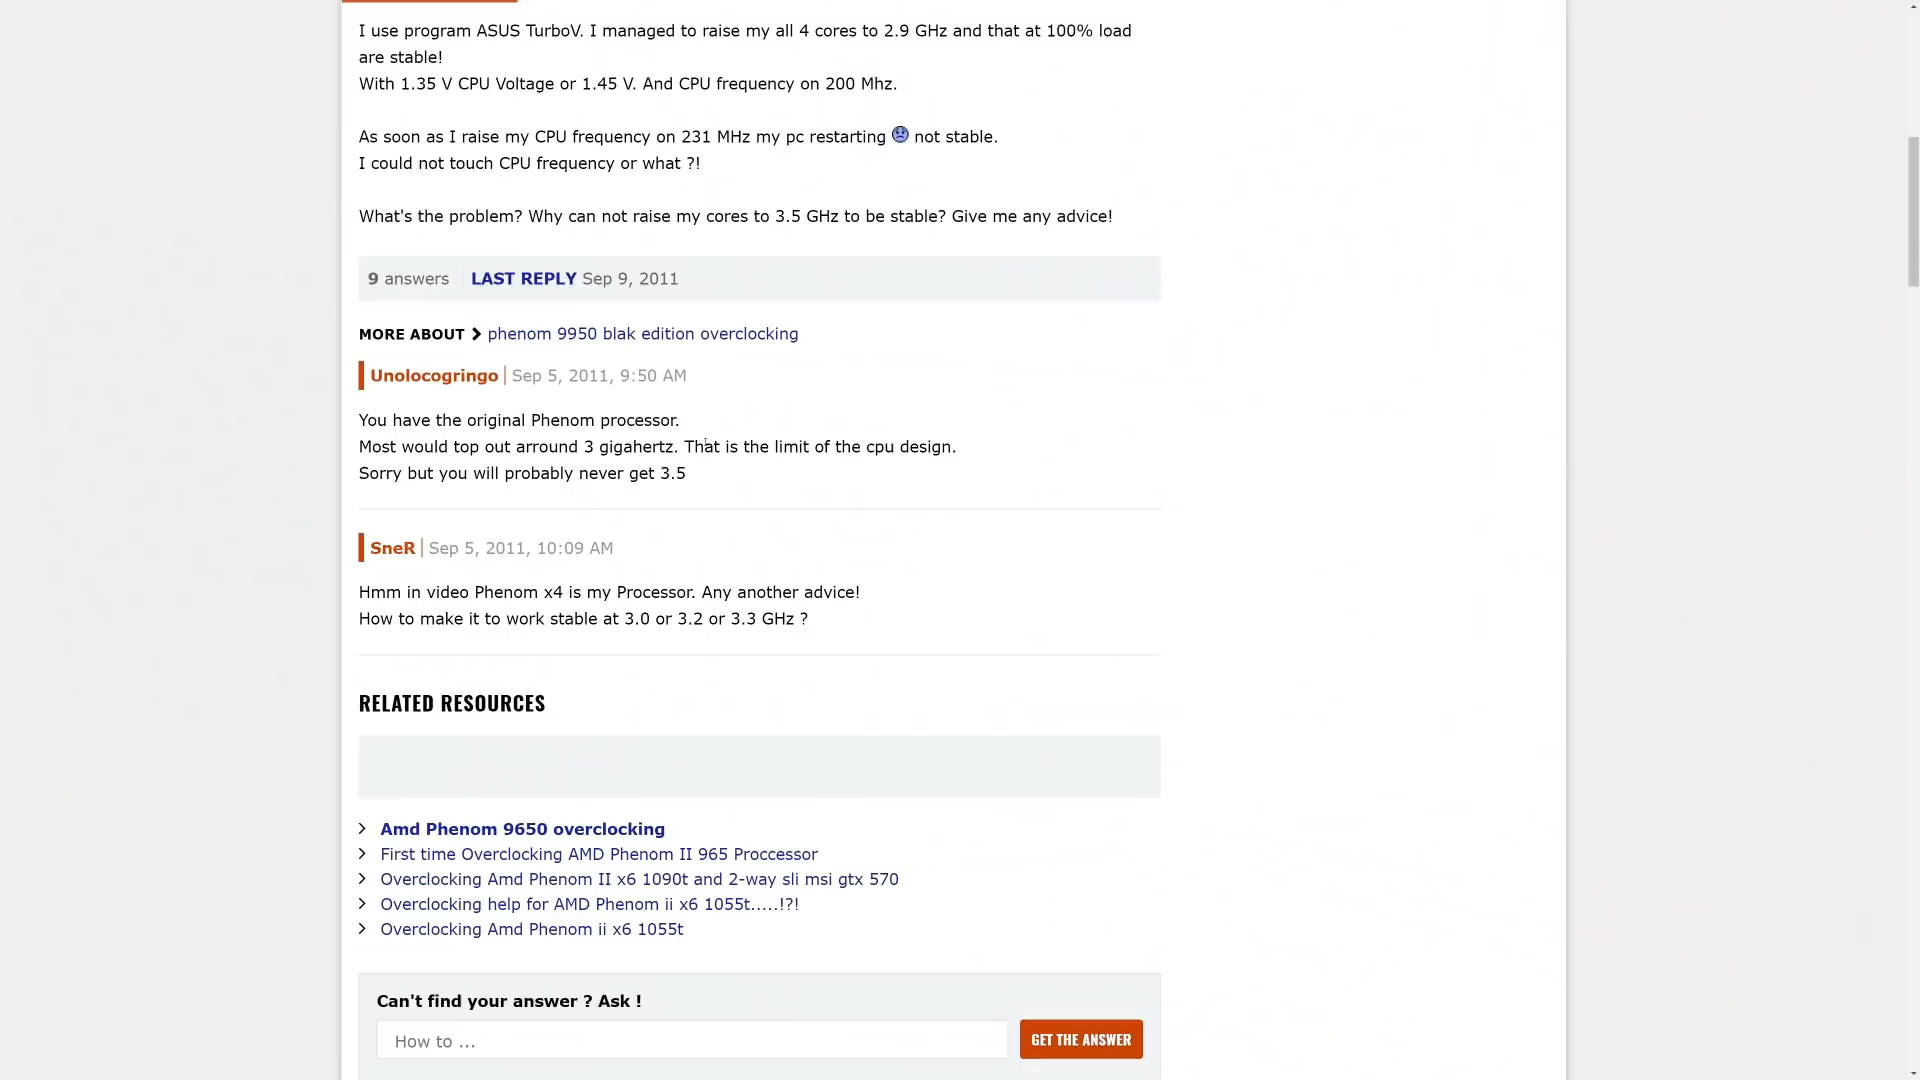 I use program ASUS TurboV. I managed to raise my all 4 cores to 2.9 GHz and that at 100% load
are stable!
With 1.35 V CPU Voltage or 1.45 V. And CPU frequency on 200 Mhz.
As soon as I raise my CPU frequency on 231 MHz my pc restarting not stable.
I could not touch CPU frequency or what ?!
What's the problem? Why can not raise my cores to 3.5 GHz to be stable? Give me any advice!
9 answers LAST REPLY Sep 9, 2011
MORE ABOUT phenom 9950 blak edition overclocking
Unolocogringo Sep 5, 2011, 9:50 AM
You have the original Phenom processor.
Most would top out arround 3 gigahertz. That is the limit of the cpu design.
Sorry but you will probably never get 3.5
SneR Sep 5, 2011, 10:09 AM
Hmm in video Phenom x4 is my Processor. Any another advice!
How to make it to work stable at 3.0 or 3.2 or 3.3 GHz ?
RELATED RESOURCES
Amd Phenom 9650 overclocking
First time Overclocking AMD Phenom II 965 Proccessor
Overclocking Amd Phenom II x6 1090t and 2-way sli msi gtx 570
Overclocking help for AMD Phenom ii x6 1055t.....!?!
Overclocking Amd Phenom ii x6 1055t
Can't find your answer ? Ask !
How to ...
GET THE ANSWER